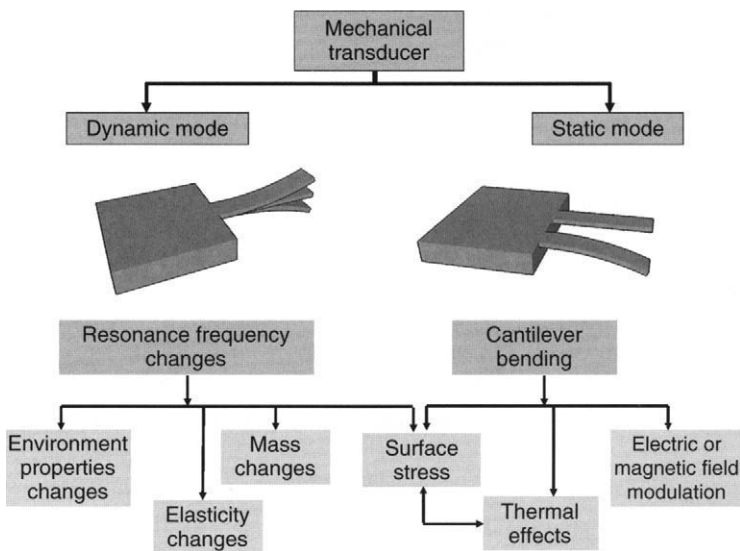 Mechanical
transducer
Dynamic mode
Static mode
Resonance frequency
changes
Cantilever
bending
Environment
properties
changes
Elasticity
changes
Mass
changes
Surface
stress
Thermal
effects
Electric or
magnetic field
modulation